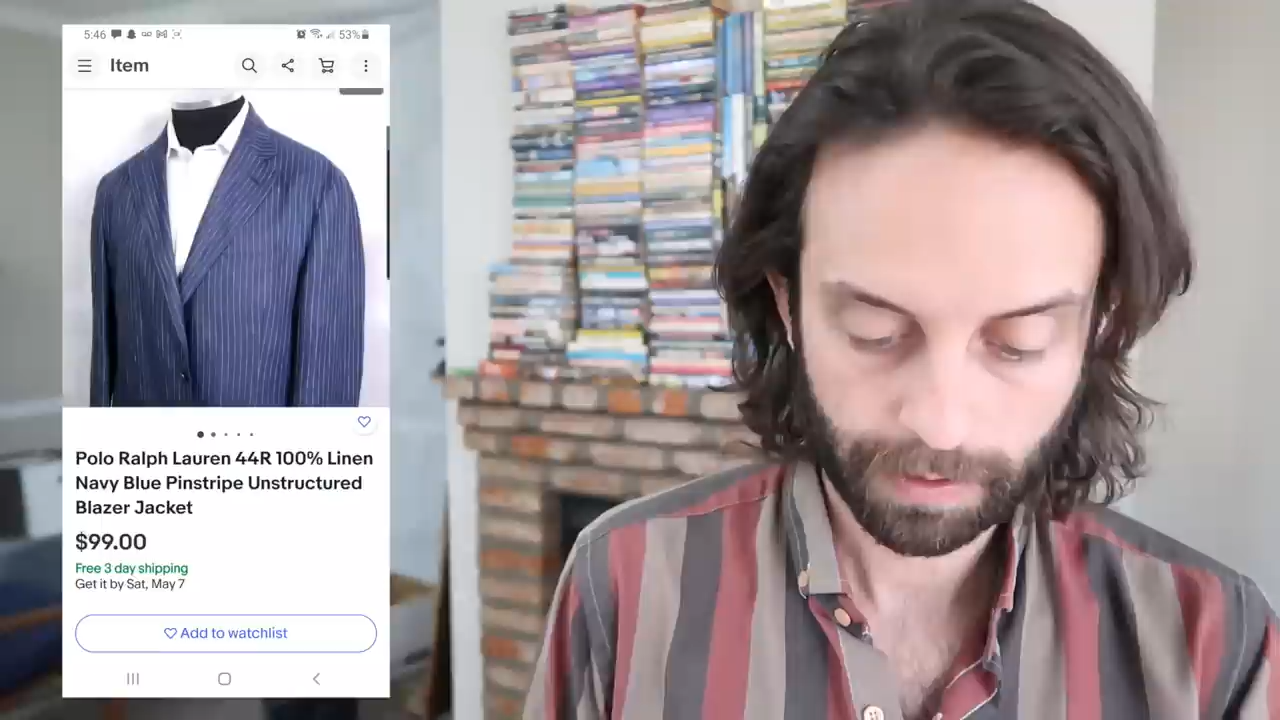 5:46 53%
Item
Polo Ralph Lauren 44R 100% Linen
Navy Blue Pinstripe Unstructured
Blazer Jacket
$99.00
Free 3 day shipping
Get it by Sat, May 7
Add to watchlist